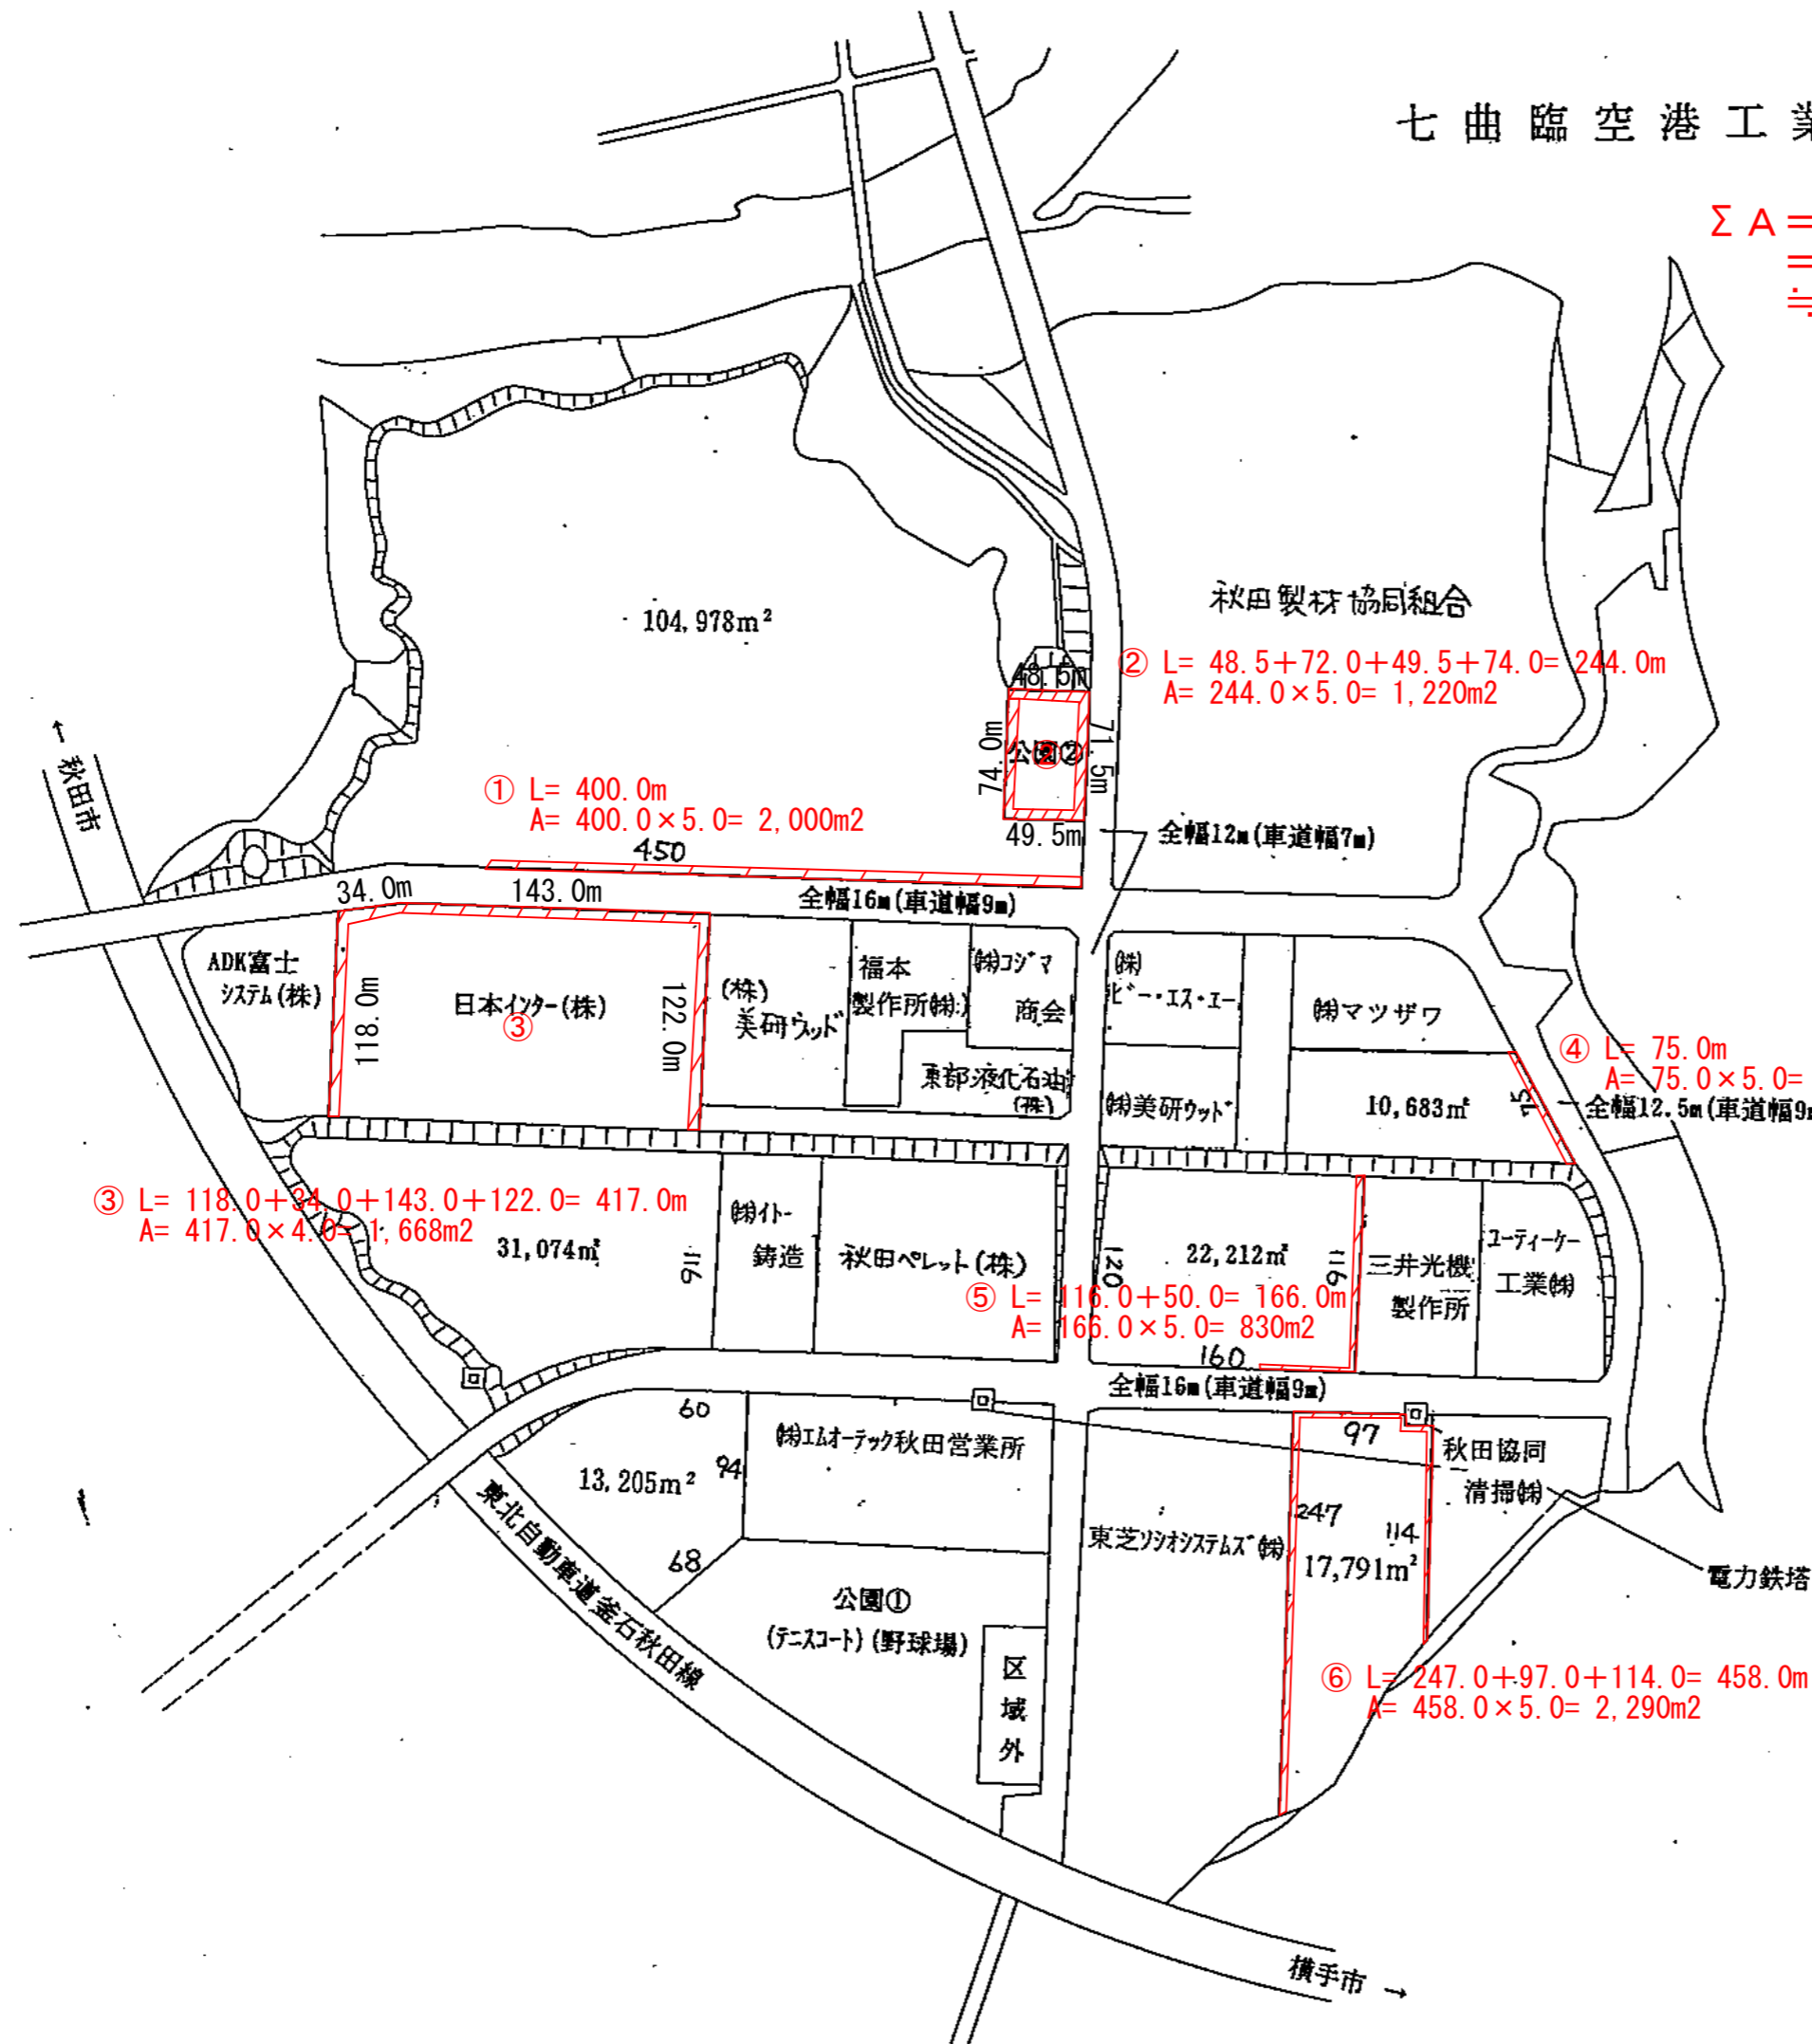 七曲臨空港工業
Σ A＝
＝
≒
104,978m²
秋田製材協同組合
② L= 48.5+72.0+49.5+74.0= 244.0m
A= 244.0×5.0= 1,220m2
48.5m
74.0m
公園②
71.5m
49.5m
← 秋田市
① L= 400.0m
A= 400.0×5.0= 2,000m2
450
全幅12m(車道幅7m)
34.0m
143.0m
全幅16m(車道幅9m)
ADK富士
システム(株)
118.0m
日本インター(株)
③
122.0m
(株)
美研ウッド
福本
製作所(株)
(株)コジマ
商会
東部液化石油
(株)
(株)
ビー・エス・エー
(株)マツザワ
(株)美研ウッド
10,683㎡
75
④ L= 75.0m
A= 75.0×5.0=
全幅12.5m(車道幅9m
③ L= 118.0+34.0+143.0+122.0= 417.0m
A= 417.0×4.0= 1,668m2
31,074㎡
116
(株)イトー
鋳造
秋田ペレット(株)
120
22,212㎡
116
三井光機
製作所
ユーティーケー
工業(株)
⑤ L= 116.0+50.0= 166.0m
A= 166.0×5.0= 830m2
160
全幅16m(車道幅9m)
60
(株)エムオーテック秋田営業所
13,205m²
94
68
97
秋田協同
清掃(株)
247
114
東芝ソシオシステムズ(株)
17,791m²
電力鉄塔
東北自動車道釜石秋田線
公園①
(テニスコート)(野球場)
区域外
⑥ L= 247.0+97.0+114.0= 458.0m
A= 458.0×5.0= 2,290m2
横手市 →